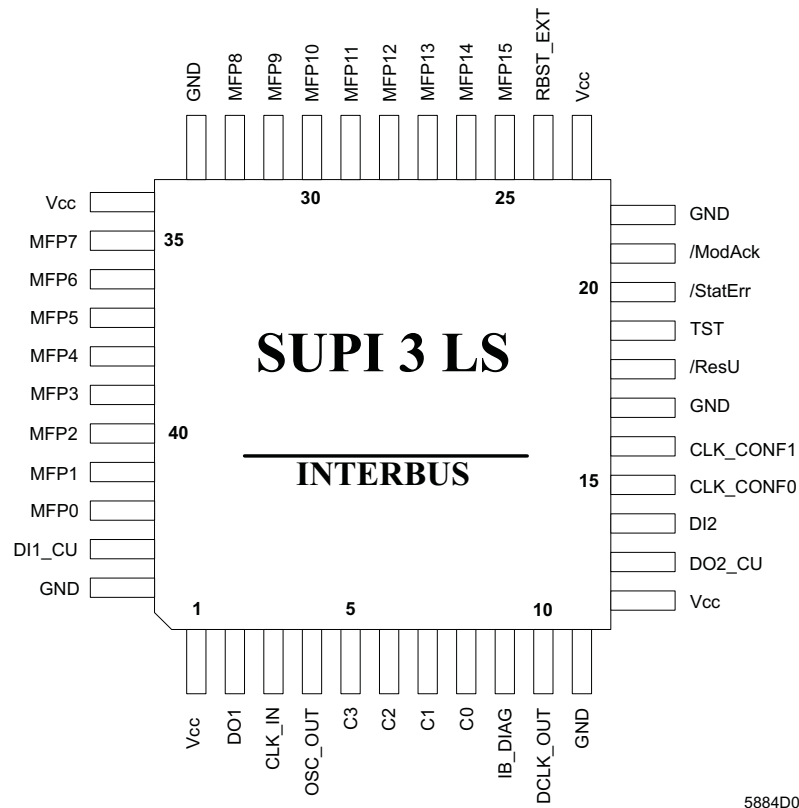 GND
MFP8
MFP9
MFP10
MFP11
MFP12
MFP13
MFP14
MFP15
RBST_EXT
Vcc
30
25
Vcc
MFP7
MFP6
MFP5
MFP4
MFP3
MFP2
MFP1
MFP0
DI1_CU
GND
35
40
SUPI 3 LS
INTERBUS
20
15
GND
/ModAck
/StatErr
TST
/ResU
GND
CLK_CONF1
CLK_CONF0
DI2
DO2_CU
Vcc
1
5
10
Vcc
DO1
CLK_IN
OSC_OUT
C3
C2
C1
C0
IB_DIAG
DCLK_OUT
GND
5884D0